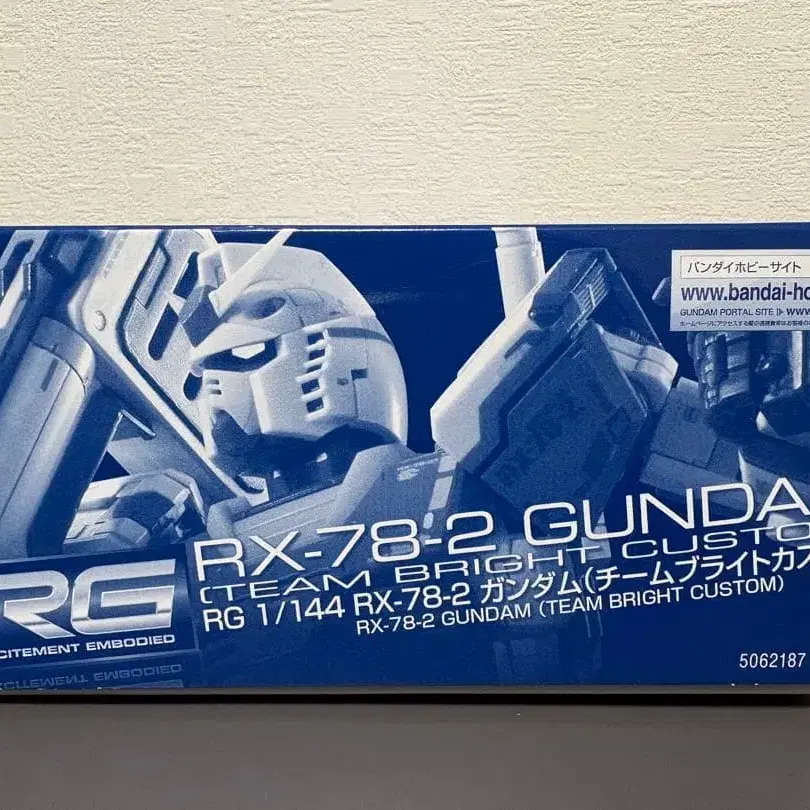 バンダイホビーサイト
www.bandai-ho
GUNDAM PORTAL SITE ▷ WWW
RX-78-2 GUNDA
(TEAM BRIGHT CUSTO
RG 1/144 RX-78-2 ガンダム(チームブライトカス
RX-78-2 GUNDAM (TEAM BRIGHT CUSTOM)
RG
CITEMENT EMBODIED
5062187